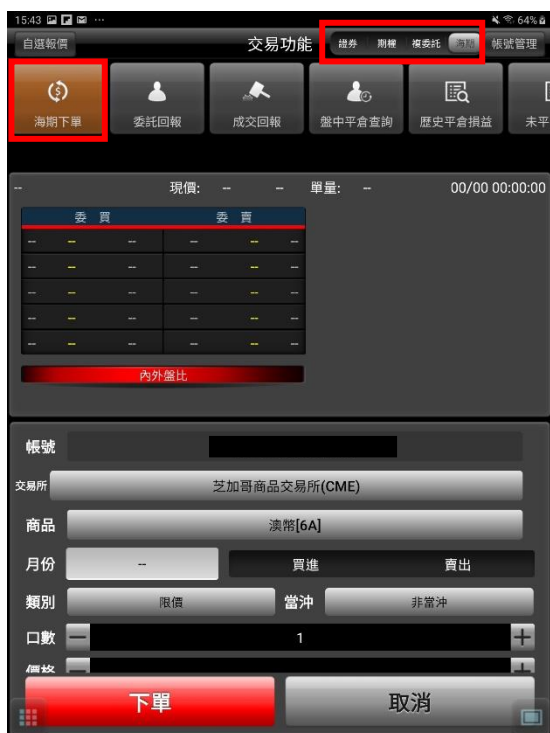 15:43 ... 64%
自選報價 交易功能 證券 期權 複委託 海期 帳號管理
海期下單 委託回報 成交回報 盤中平倉查詢 歷史平倉損益 未平
-- 現價: -- -- 單量: -- 00/00 00:00:00
委 買 委 賣
-- -- -- -- -- --
-- -- -- -- -- --
-- -- -- -- -- --
-- -- -- -- -- --
-- -- -- -- -- --
內外盤比
帳號
交易所 芝加哥商品交易所(CME)
商品 澳幣[6A]
月份 -- 買進 賣出
類別 限價 當沖 非當沖
口數 1
價格
下單 取消